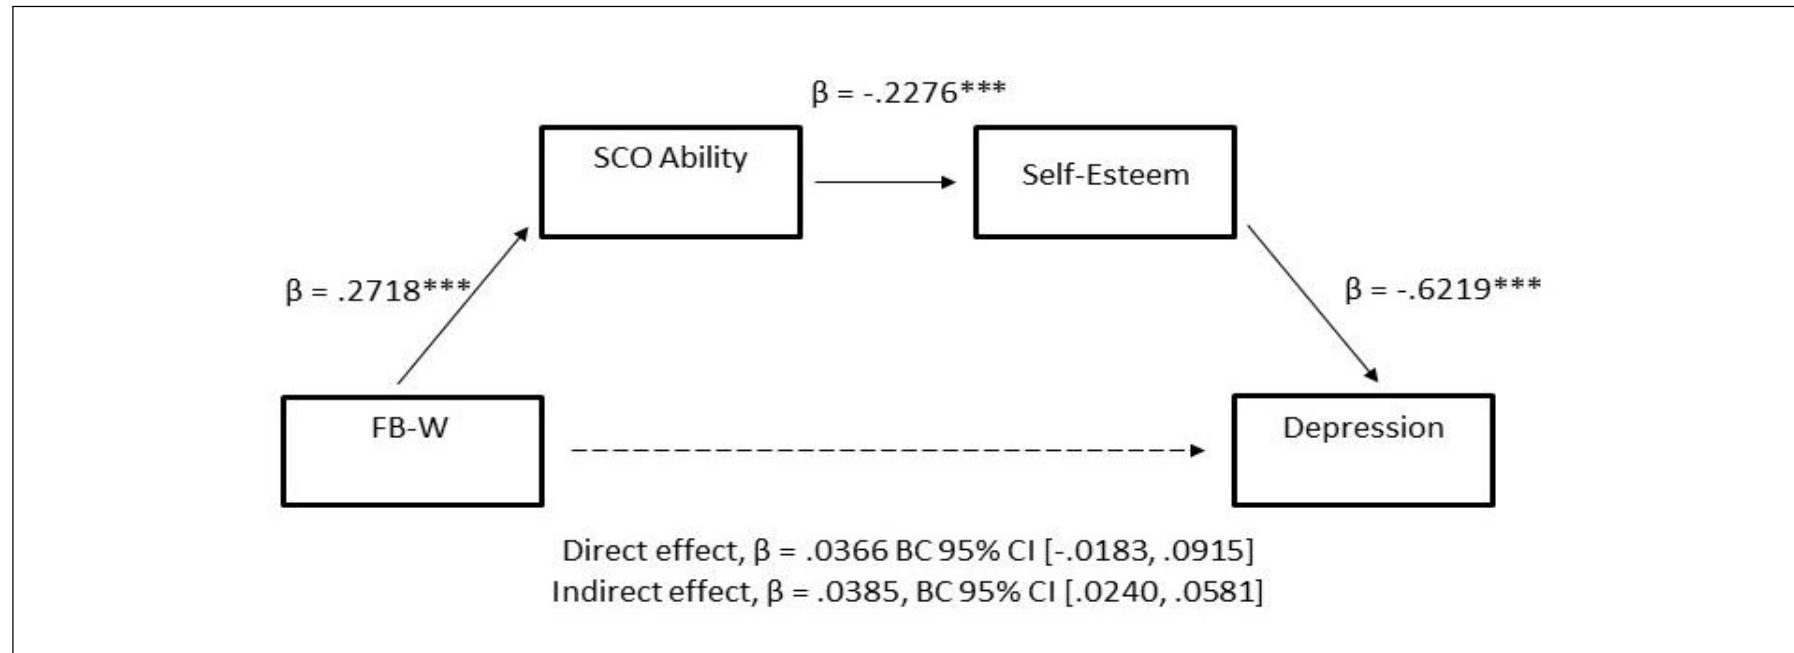 β = -.2276***
SCO Ability
Self-Esteem
β = .2718***
β = -.6219***
FB-W
Depression
Direct effect, β = .0366 BC 95% CI [-.0183, .0915]
Indirect effect, β = .0385, BC 95% CI [.0240, .0581]